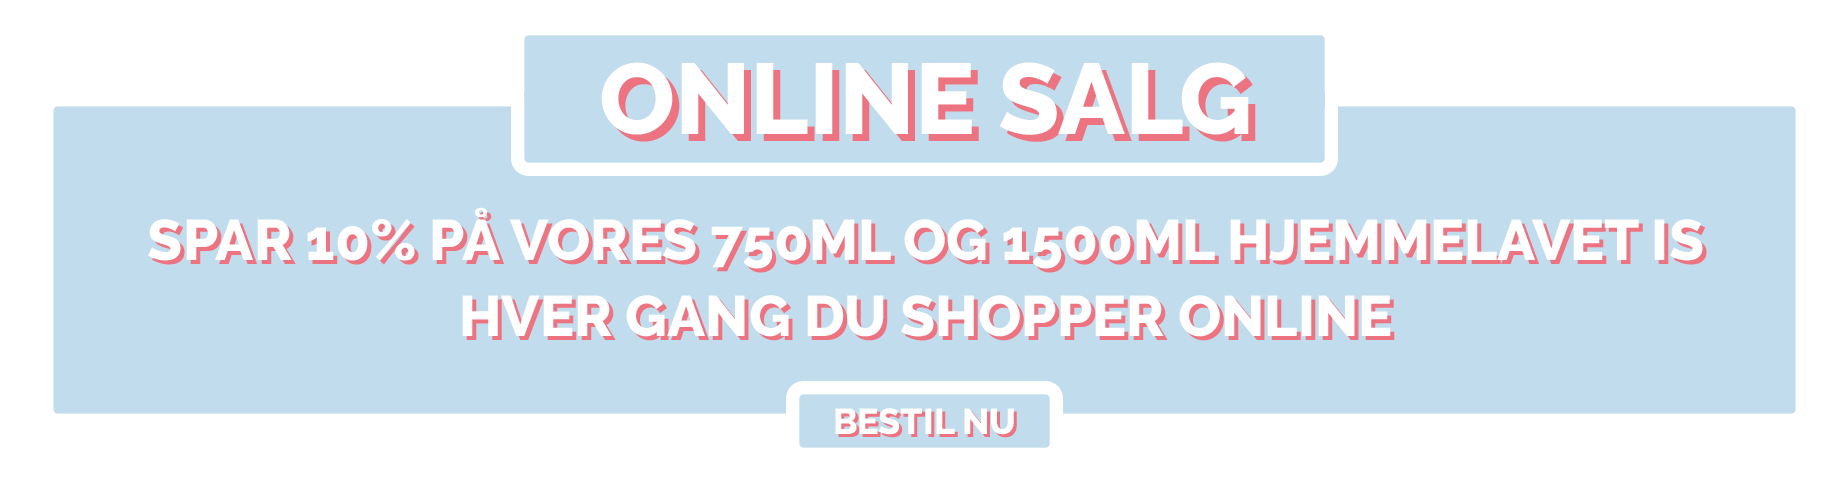 ONLINE SALG
SPAR 10% PÅ VORES 750ML OG 1500ML HJEMMELAVET IS
HVER GANG DU SHOPPER ONLINE
BESTIL NU